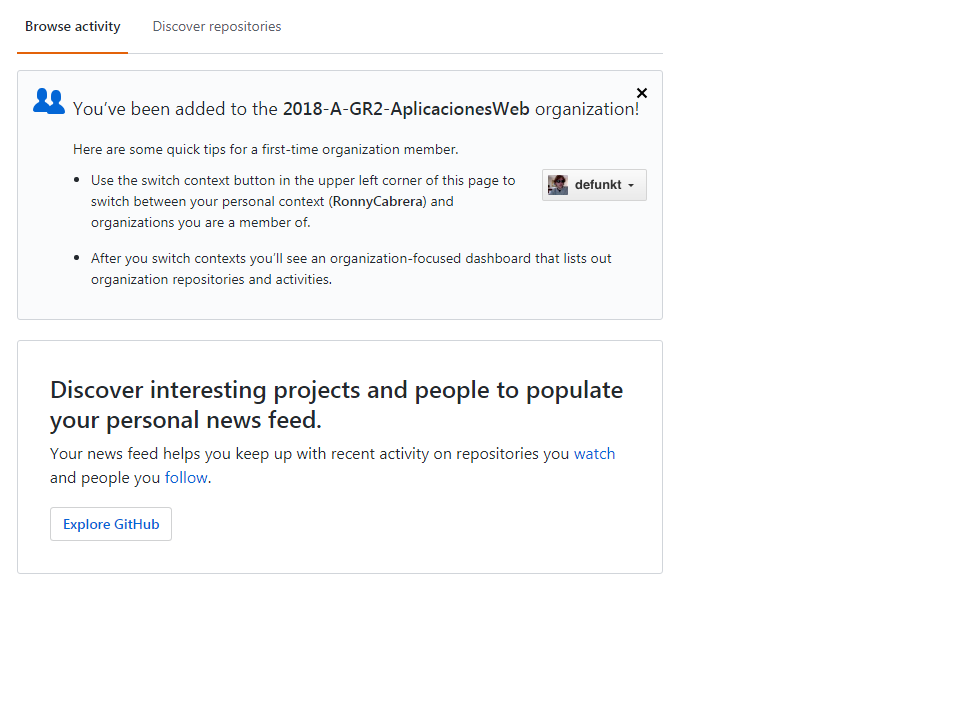 Browse activity Discover repositories
You’ve been added to the 2018-A-GR2-AplicacionesWeb organization!
Here are some quick tips for a first-time organization member.
• Use the switch context button in the upper left corner of this page to
switch between your personal context (RonnyCabrera) and
organizations you are a member of.
defunkt
• After you switch contexts you’ll see an organization-focused dashboard that lists out
organization repositories and activities.
Discover interesting projects and people to populate
your personal news feed.
Your news feed helps you keep up with recent activity on repositories you watch
and people you follow.
Explore GitHub